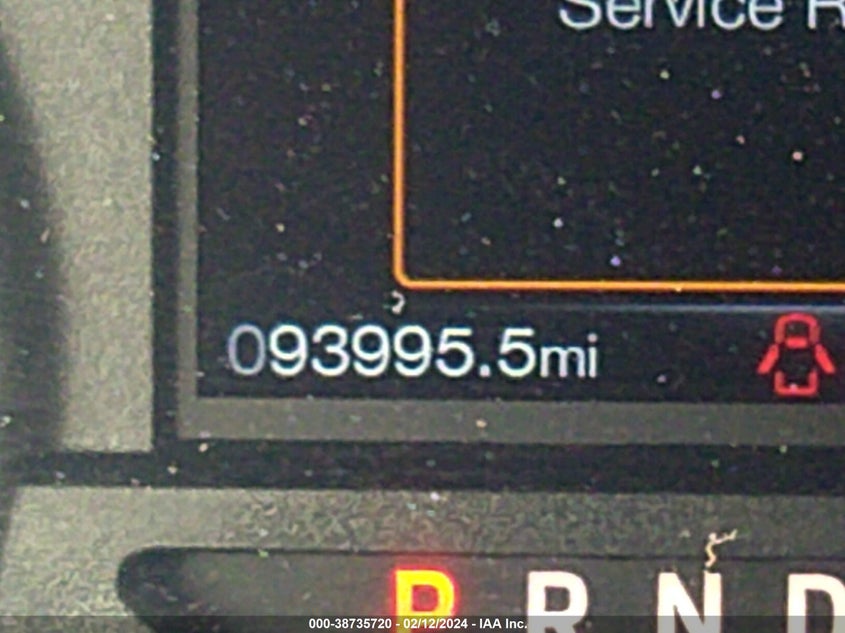 Service R
093995.5mi
P R N D
000-38735720 - 02/12/2024 - IAA Inc.